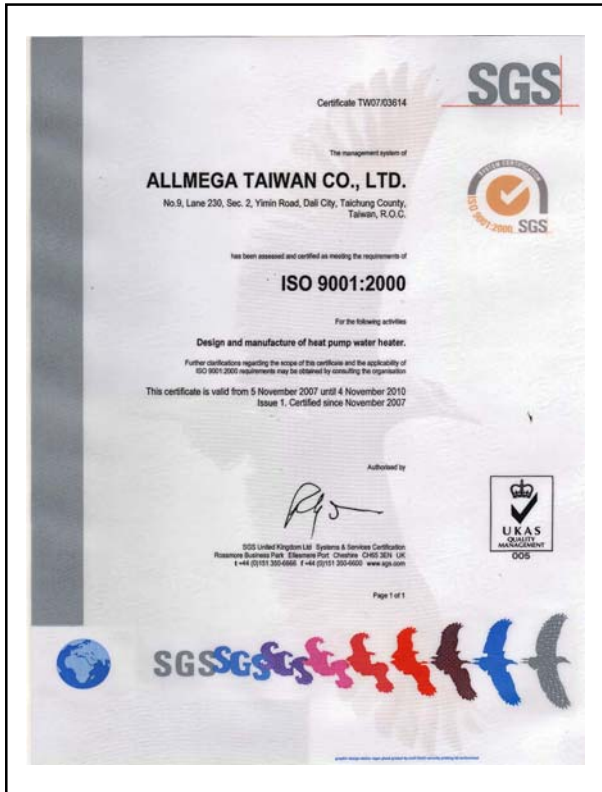 SGS
Certificate TW07/03614
The management system of
ALLMEGA TAIWAN CO., LTD.
No.9, Lane 230, Sec. 2, Yimin Road, Dali City, Taichung County,
Taiwan, R.O.C.
SYSTEM CERTIFICATION
ISO 9001:2000 SGS
has been assessed and certified as meeting the requirements of
ISO 9001:2000
For the following activities
Design and manufacture of heat pump water heater.
Further clarifications regarding the scope of this certificate and the applicability of
ISO 9001:2000 requirements may be obtained by consulting the organisation
This certificate is valid from 5 November 2007 until 4 November 2010
Issue 1. Certified since November 2007
Authorised by
SGS United Kingdom Ltd Systems & Services Certification
Rossmore Business Park Ellesmere Port Cheshire CH65 3EN UK
t +44 (0)151 350-6666 f +44 (0)151 350-6600 www.sgs.com
Page 1 of 1
UKAS
QUALITY
MANAGEMENT
005
SGSSGSSGS